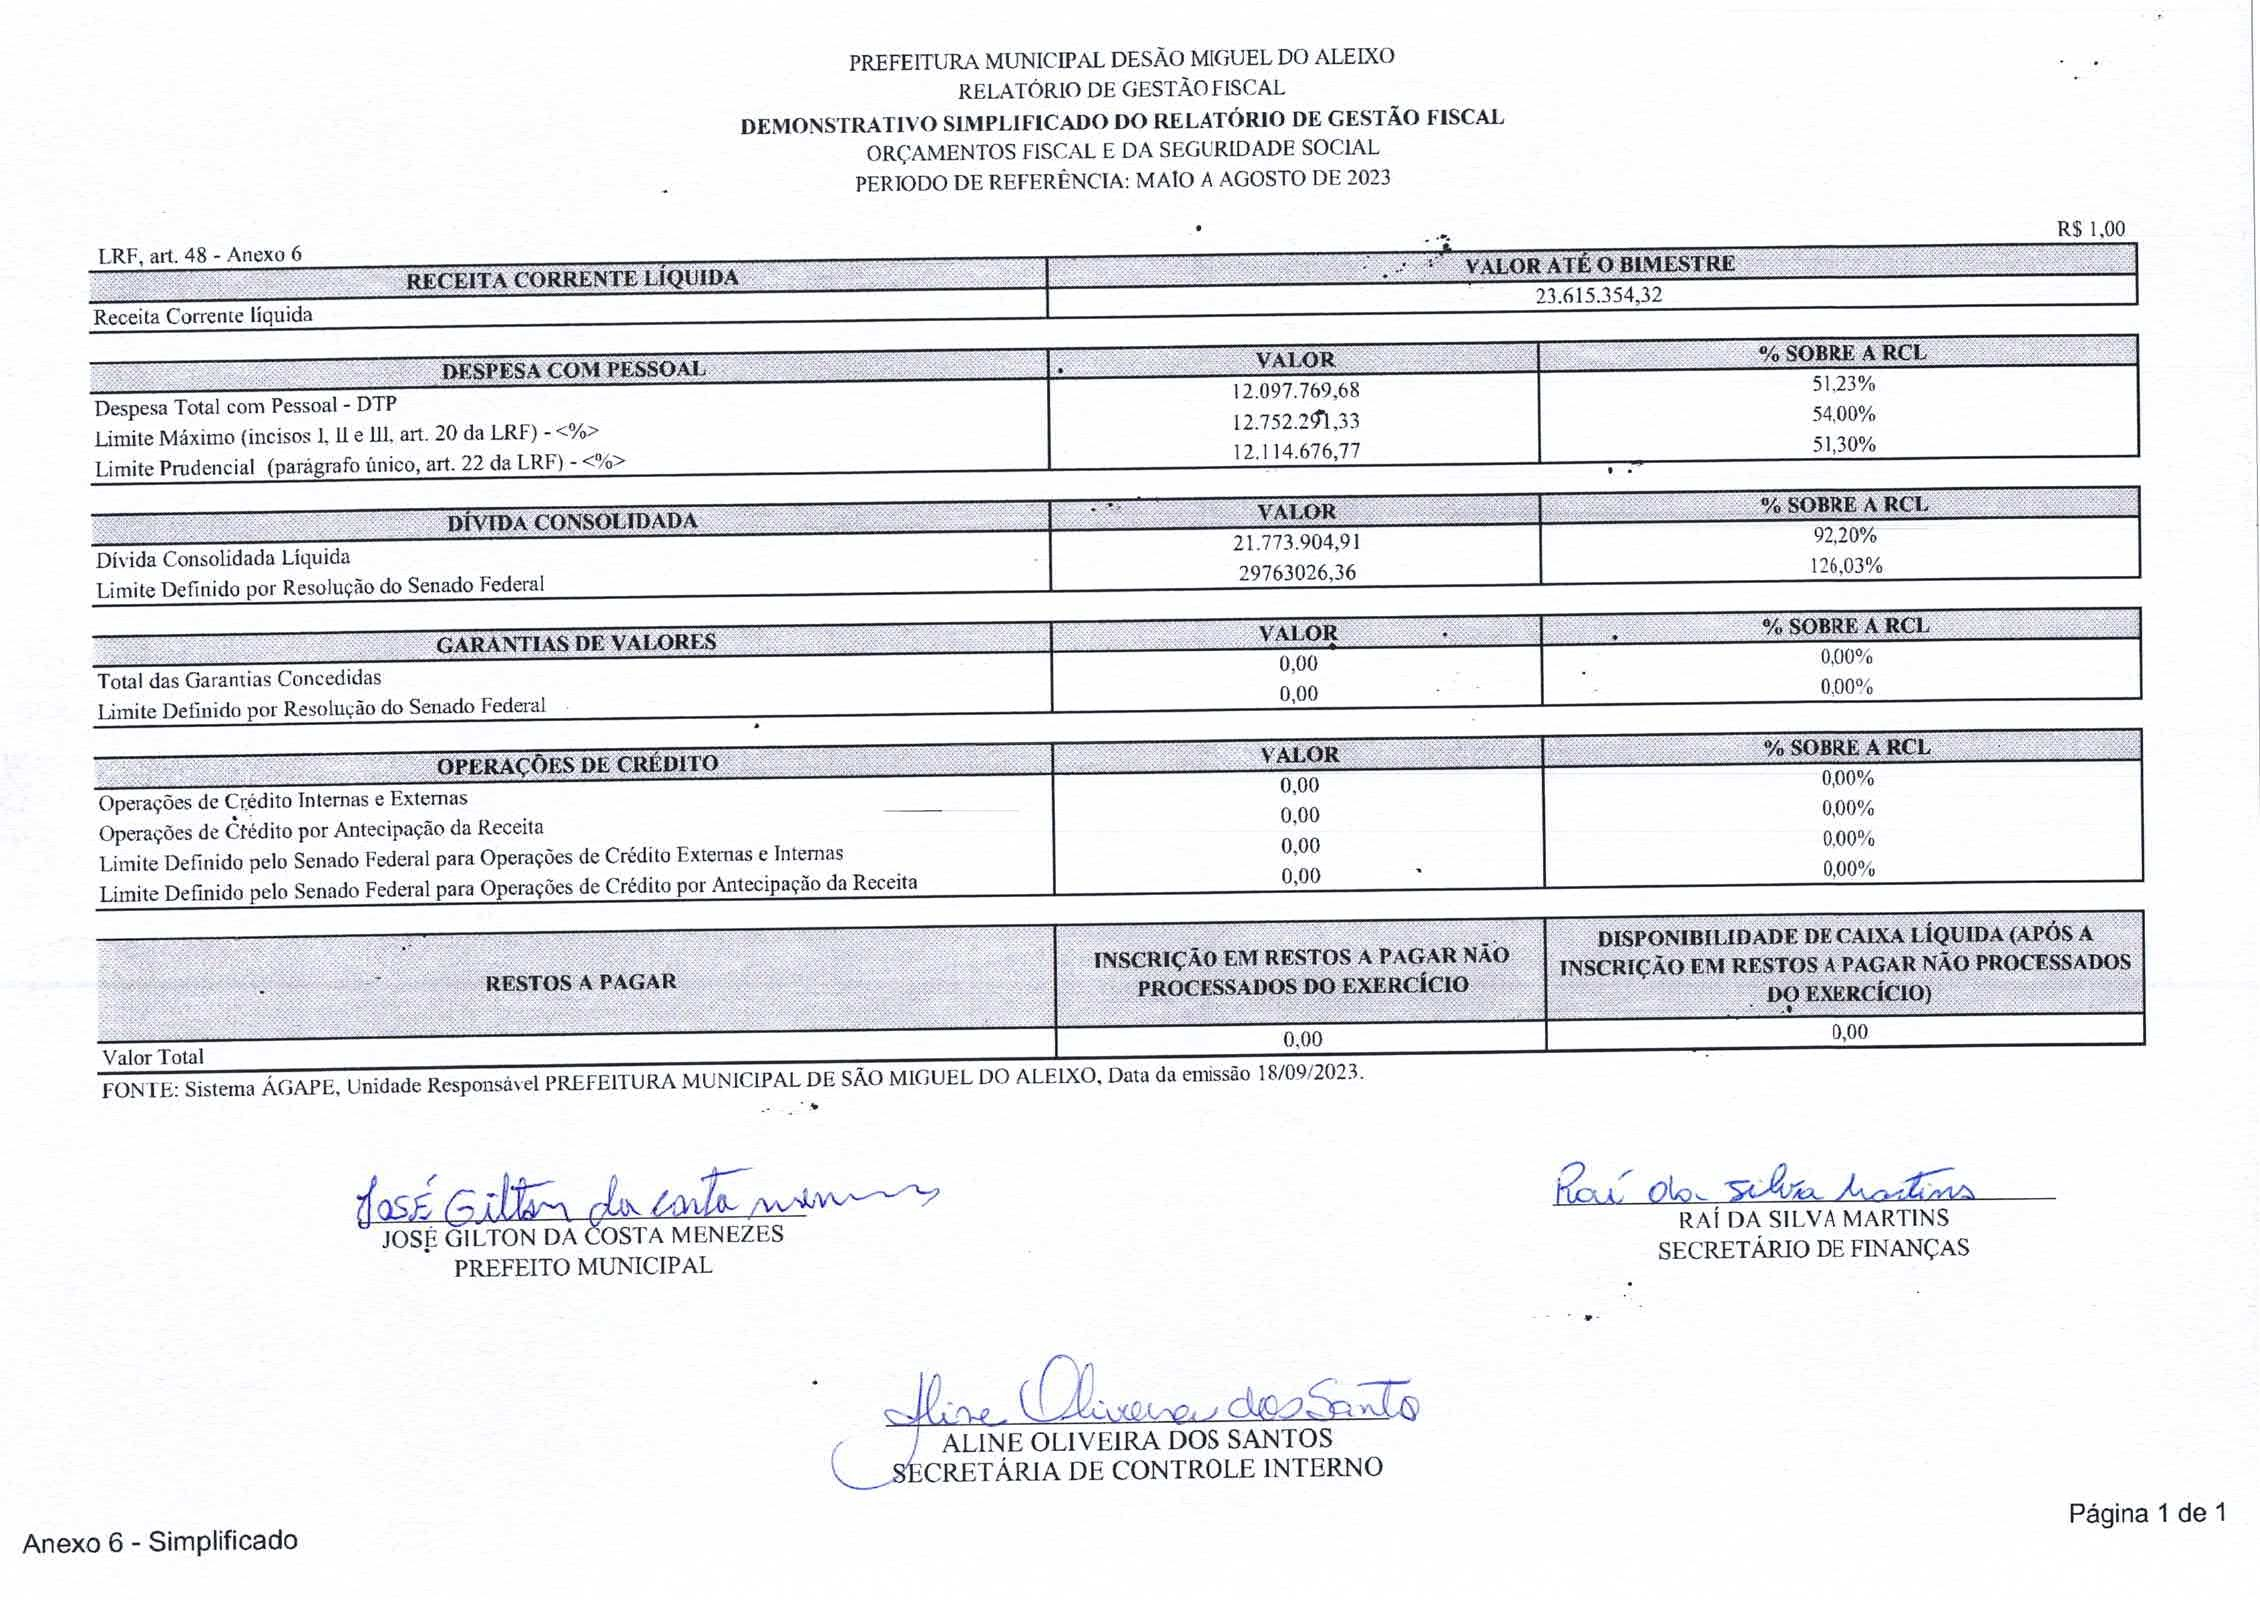 PREFEITURA MUNICIPAL DESÃO MIGUEL DO ALEIXO
RELATÓRIO DE GESTÃO FISCAL
DEMONSTRATIVO SIMPLIFICADO DO RELATÓRIO DE GESTÃO FISCAL
ORÇAMENTOS FISCAL E DA SEGURIDADE SOCIAL
PERIODO DE REFERÊNCIA: MAIO A AGOSTO DE 2023
LRF, art. 48 - Anexo 6 R$ 1,00
RECEITA CORRENTE LÍQUIDA VALOR ATÉ O BIMESTRE
Receita Corrente líquida 23.615.354,32
DESPESA COM PESSOAL VALOR % SOBRE A RCL
Despesa Total com Pessoal - DTP 12.097.769,68 51,23%
Limite Máximo (incisos I, II e III, art. 20 da LRF) - <%> 12.752.291,33 54,00%
Limite Prudencial (parágrafo único, art. 22 da LRF) - <%> 12.114.676,77 51,30%
DÍVIDA CONSOLIDADA VALOR % SOBRE A RCL
Dívida Consolidada Líquida 21.773.904,91 92,20%
Limite Definido por Resolução do Senado Federal 29763026,36 126,03%
GARANTIAS DE VALORES VALOR % SOBRE A RCL
Total das Garantias Concedidas 0,00 0,00%
Limite Definido por Resolução do Senado Federal 0,00 0,00%
OPERAÇÕES DE CRÉDITO VALOR % SOBRE A RCL
Operações de Crédito Internas e Externas 0,00 0,00%
Operações de Crédito por Antecipação da Receita 0,00 0,00%
Limite Definido pelo Senado Federal para Operações de Crédito Externas e Internas 0,00 0,00%
Limite Definido pelo Senado Federal para Operações de Crédito por Antecipação da Receita 0,00 0,00%
RESTOS A PAGAR
INSCRIÇÃO EM RESTOS A PAGAR NÃO
PROCESSADOS DO EXERCÍCIO
DISPONIBILIDADE DE CAIXA LÍQUIDA (APÓS A
INSCRIÇÃO EM RESTOS A PAGAR NÃO PROCESSADOS
DO EXERCÍCIO)
Valor Total 0,00 0,00
FONTE: Sistema ÁGAPE, Unidade Responsável PREFEITURA MUNICIPAL DE SÃO MIGUEL DO ALEIXO, Data da emissão 18/09/2023.
José Gilton da costa menezes
JOSÉ GILTON DA COSTA MENEZES
PREFEITO MUNICIPAL
Raí da Silva Martins
RAÍ DA SILVA MARTINS
SECRETÁRIO DE FINANÇAS
Aline Oliveira dos Santos
ALINE OLIVEIRA DOS SANTOS
SECRETÁRIA DE CONTROLE INTERNO
Anexo 6 - Simplificado
Página 1 de 1